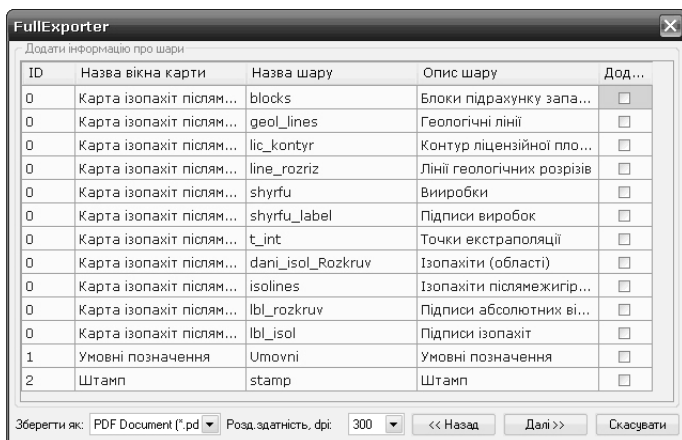 FullExporter
Додати інформацію про шари
ID Назва вікна карти Назва шару Опис шару Дод...
0 Карта ізопахіт післям... blocks Блоки підрахунку запа...
0 Карта ізопахіт післям... geol_lines Геологічні лінії
0 Карта ізопахіт післям... lic_kontyr Контур ліцензійної пло...
0 Карта ізопахіт післям... line_rozriz Лінії геологічних розрізів
0 Карта ізопахіт післям... shyrfu Вииробки
0 Карта ізопахіт післям... shyrfu_label Підписи виробок
0 Карта ізопахіт післям... t_int Точки екстраполяції
0 Карта ізопахіт післям... dani_isol_Rozkruv Ізопахіти (області)
0 Карта ізопахіт післям... isolines Ізопахіти післямежигір...
0 Карта ізопахіт післям... lbl_rozkruv Підписи абсолютних ві...
0 Карта ізопахіт післям... lbl_isol Підписи ізопахіт
1 Умовні позначення Umovni Умовні позначення
2 Штамп stamp Штамп
Зберегти як: PDF Document (*.pd Розд.здатність, dpi: 300 << Назад Далі >> Скасувати